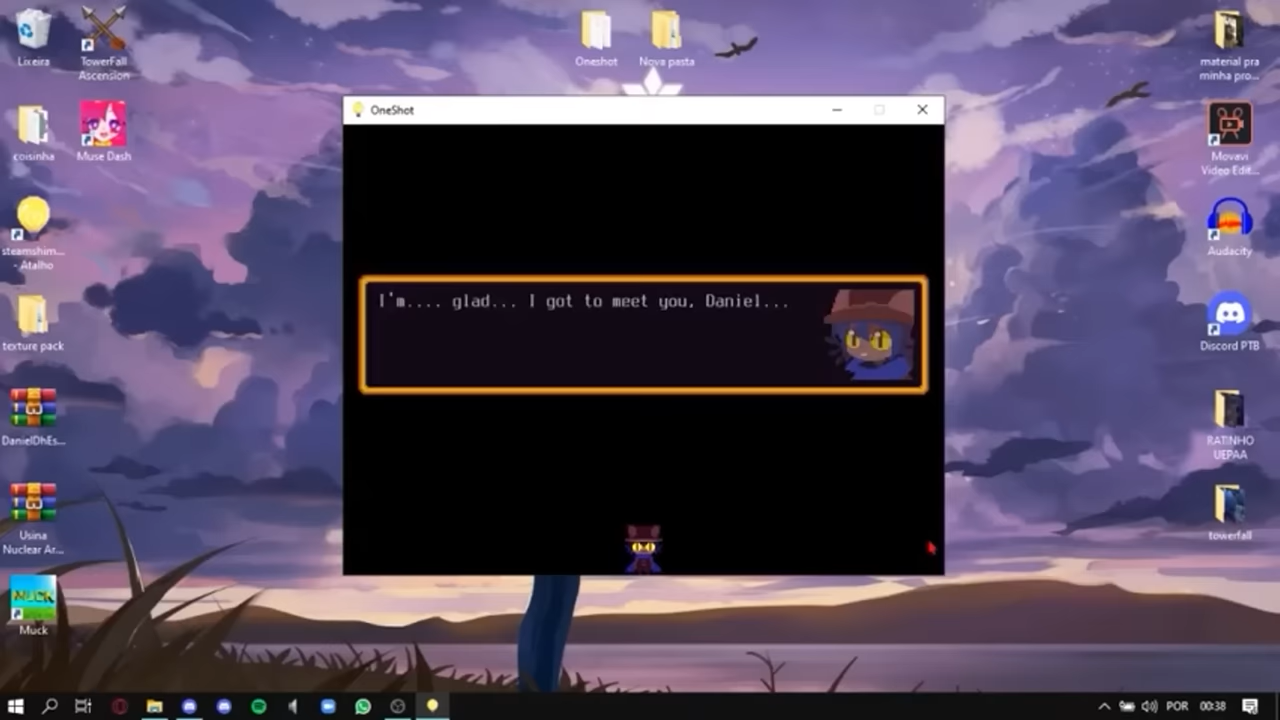 Lixeira
TowerFall
Ascension
Oneshot
Nova pasta
material pra
minha pro...
OneShot
coisinha
Muse Dash
Movavi
Video Edit...
steamshim...
- Atalho
Audacity
I'm.... glad... I got to meet you, Daniel...
texture pack
Discord PTB
DanielDhEs...
RATINHO
UEPAA
Usina
Nuclear Ar...
towerfall
MUCK
Muck
POR
00:38